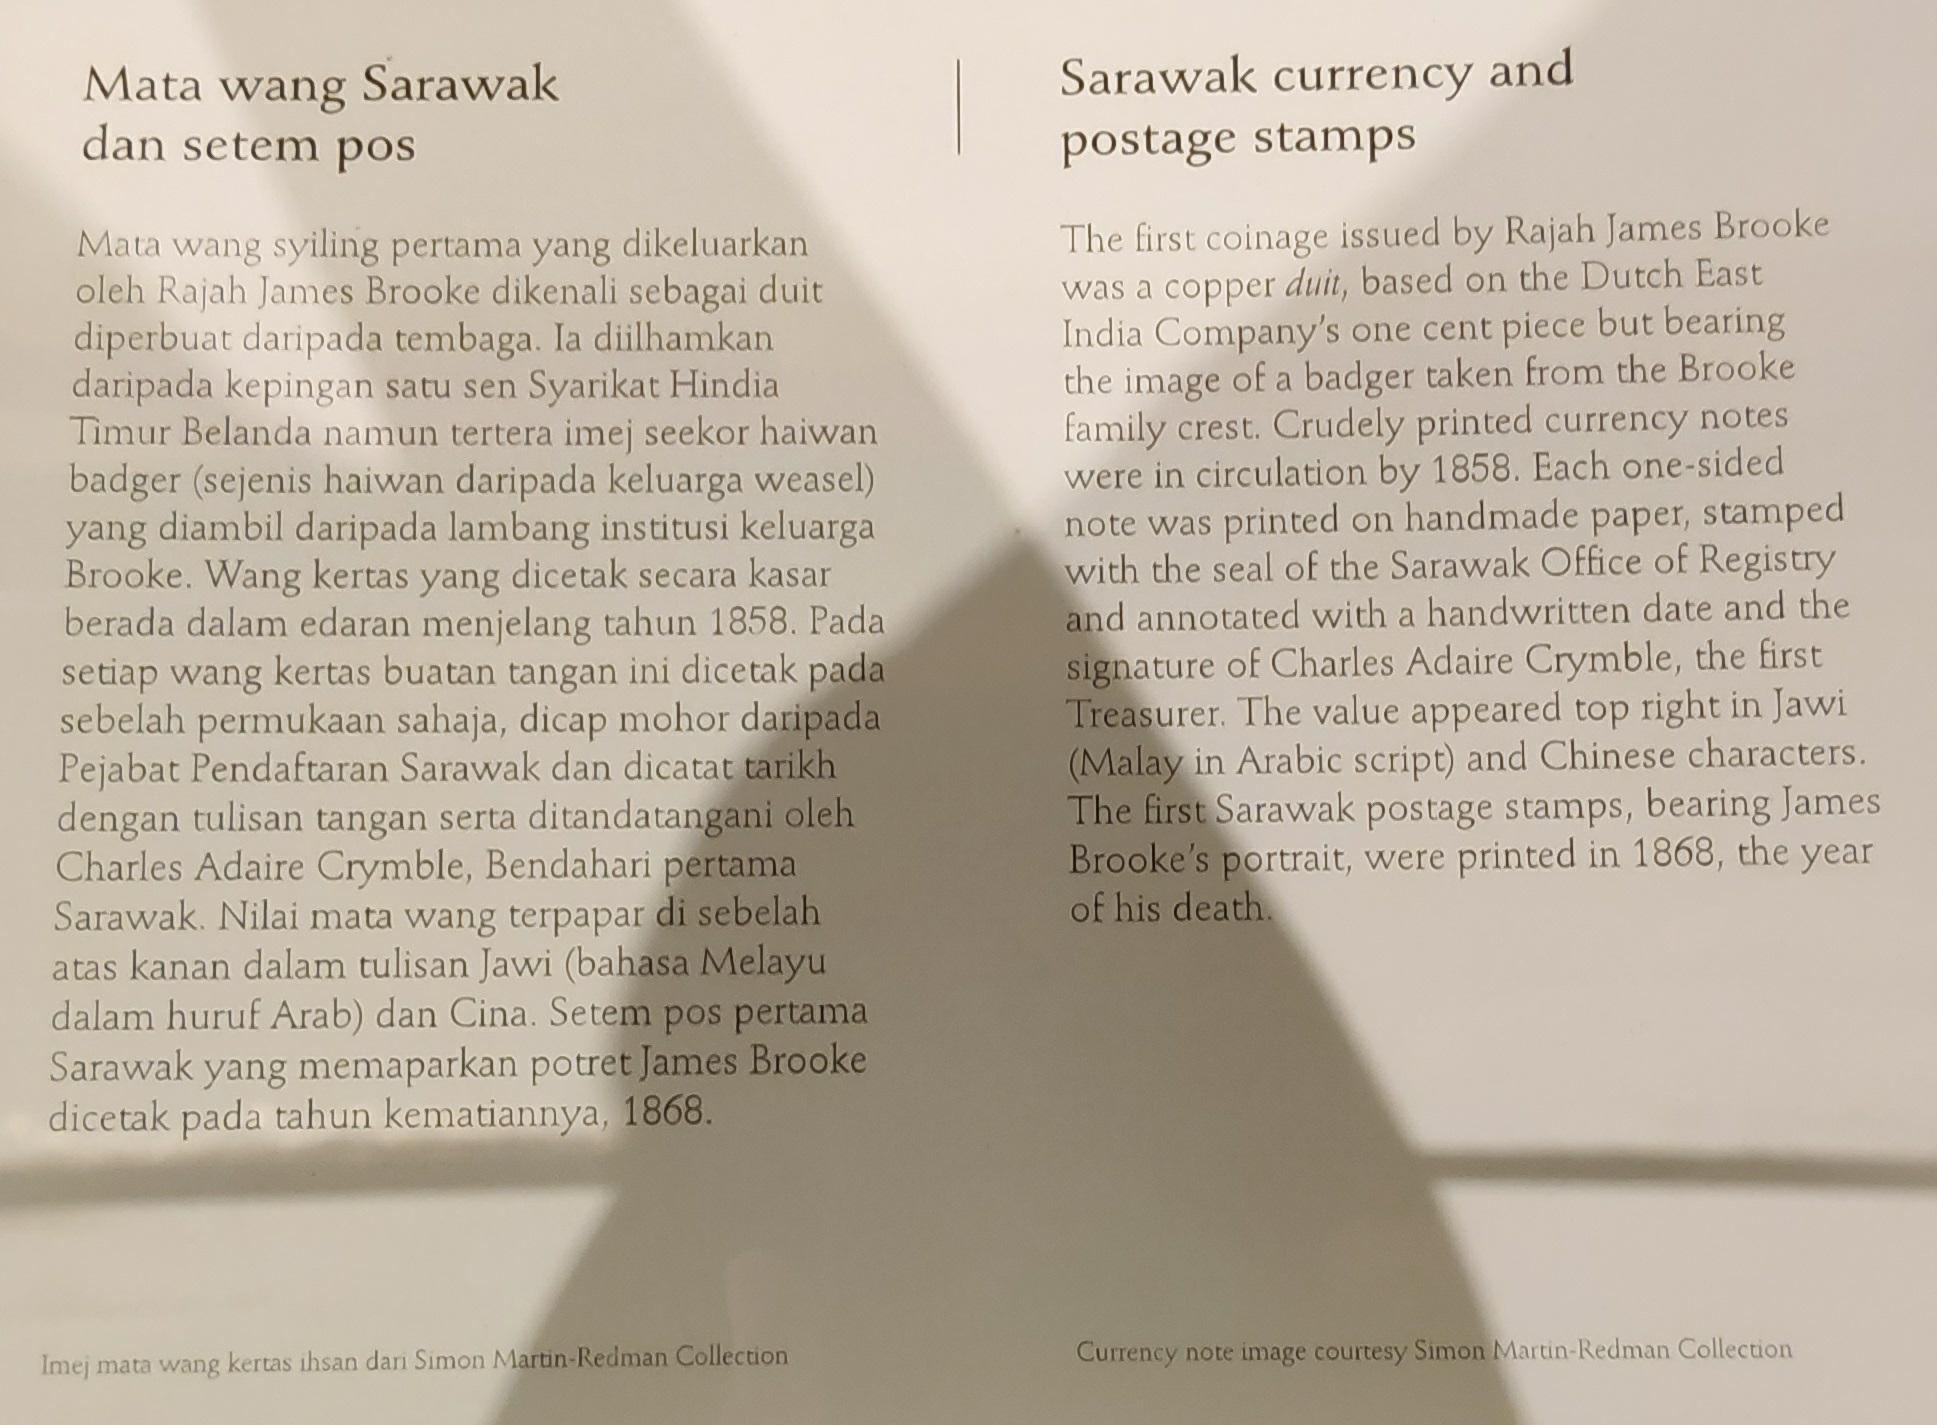 Mata wang Sarawak
dan setem pos
Mata wang syiling pertama yang dikeluarkan
oleh Rajah James Brooke dikenali sebagai duit
diperbuat daripada tembaga. Ia diilhamkan
daripada kepingan satu sen Syarikat Hindia
Timur Belanda namun tertera imej seekor haiwan
badger (sejenis haiwan daripada keluarga weasel)
yang diambil daripada lambang institusi keluarga
Brooke. Wang kertas yang dicetak secara kasar
berada dalam edaran menjelang tahun 1858. Pada
setiap wang kertas buatan tangan ini dicetak pada
sebelah permukaan sahaja, dicap mohor daripada
Pejabat Pendaftaran Sarawak dan dicatat tarikh
dengan tulisan tangan serta ditandatangani oleh
Charles Adaire Crymble, Bendahari pertama
Sarawak. Nilai mata wang terpapar di sebelah
atas kanan dalam tulisan Jawi (bahasa Melayu
dalam huruf Arab) dan Cina. Setem pos pertama
Sarawak yang memaparkan potret James Brooke
dicetak pada tahun kematiannya, 1868.
Imej mata wang kertas ihsan dari Simon Martin-Redman Collection
Sarawak currency and
postage stamps
The first coinage issued by Rajah James Brooke
was a copper duit, based on the Dutch East
India Company's one cent piece but bearing
the image of a badger taken from the Brooke
family crest. Crudely printed currency notes
were in circulation by 1858. Each one-sided
note was printed on handmade paper, stamped
with the seal of the Sarawak Office of Registry
and annotated with a handwritten date and the
signature of Charles Adaire Crymble, the first
Treasurer. The value appeared top right in Jawi
(Malay in Arabic script) and Chinese characters.
The first Sarawak postage stamps, bearing James
Brooke's portrait, were printed in 1868, the year
of his death.
Currency note image courtesy Simon Martin-Redman Collection